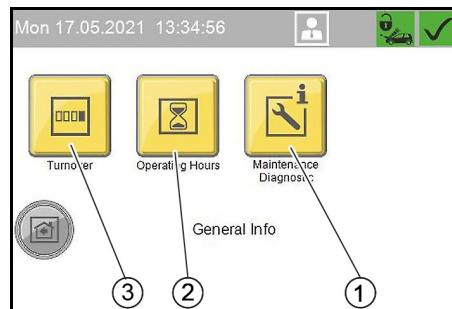 Mon 17.05.2021 13:34:56
Turnover
Operating Hours
Maintenance
Diagnostic
General Info
3
2
1